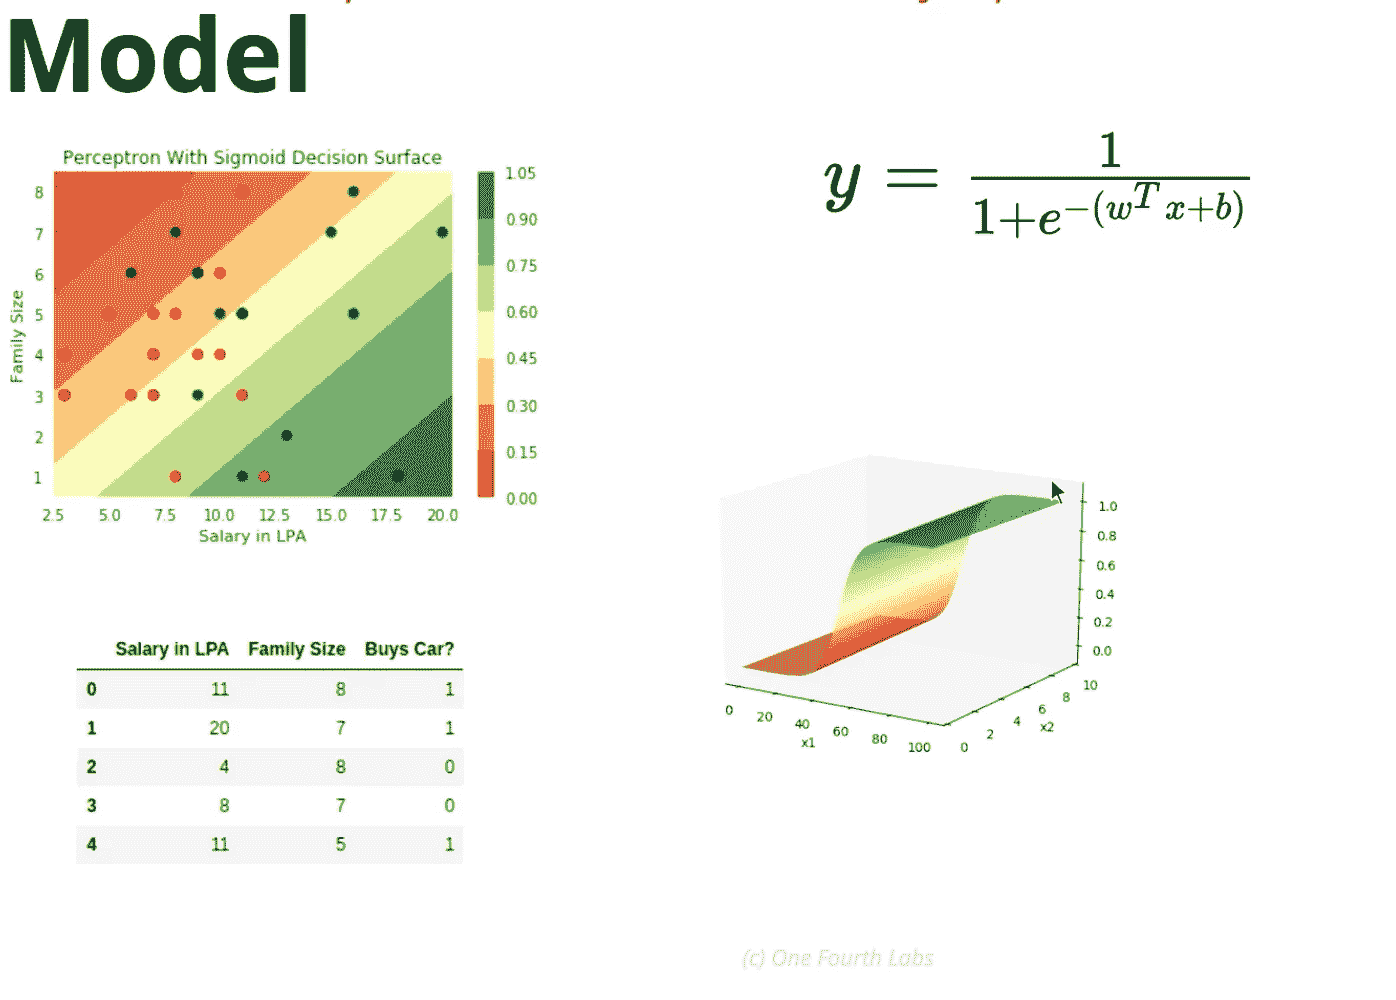 Model
Perceptron With Sigmoid Decision Surface
8
7
6
5
4
3
2
1
Family Size
2.5 5.0 7.5 10.0 12.5 15.0 17.5 20.0
Salary in LPA
1.05
0.90
0.75
0.60
0.45
0.30
0.15
0.00
y = 1 / 1+e^−(w^T x+b)
1.0
0.8
0.6
0.4
0.2
0.0
0 20 40 60 80 100
x1
0 2 4 6 8 10
x2
Salary in LPA Family Size Buys Car?
0 11 8 1
1 20 7 1
2 4 8 0
3 8 7 0
4 11 5 1
(c) One Fourth Labs